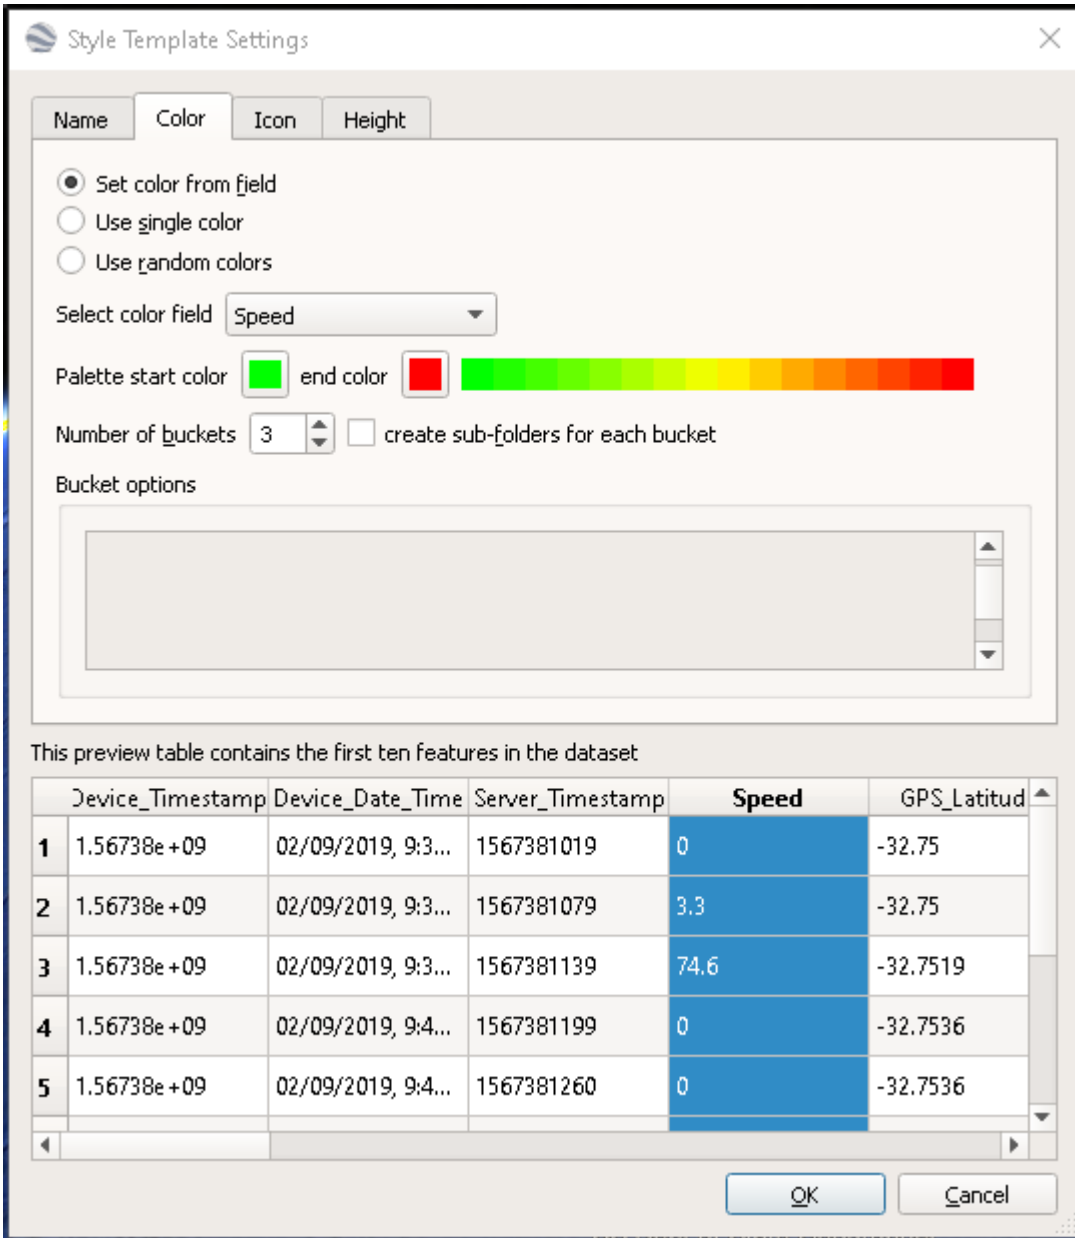 Style Template Settings
Name Color Icon Height
Set color from field
Use single color
Use random colors
Select color field Speed
Palette start color end color
Number of buckets 3 create sub-folders for each bucket
Bucket options
This preview table contains the first ten features in the dataset
Device_Timestamp Device_Date_Time Server_Timestamp Speed GPS_Latitud
1 1.56738e+09 02/09/2019, 9:3... 1567381019 0 -32.75
2 1.56738e+09 02/09/2019, 9:3... 1567381079 3.3 -32.75
3 1.56738e+09 02/09/2019, 9:3... 1567381139 74.6 -32.7519
4 1.56738e+09 02/09/2019, 9:4... 1567381199 0 -32.7536
5 1.56738e+09 02/09/2019, 9:4... 1567381260 0 -32.7536
OK Cancel